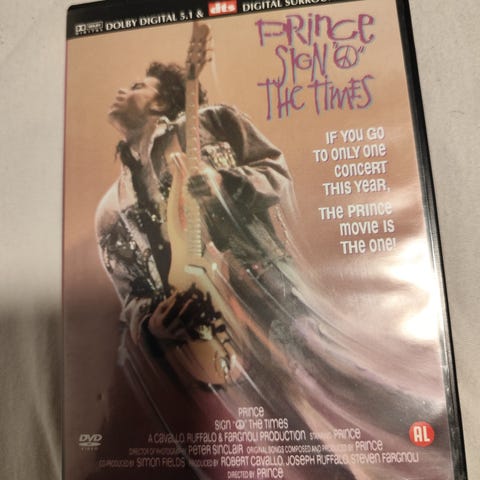 DOLBY DIGITAL 5.1 & dts DIGITAL SURROU
PRINCE
SIGN "☮"
THE TIMES
IF YOU GO
TO ONLY ONE
CONCERT
THIS YEAR,
THE PRINCE
MOVIE IS
THE ONE!
PRINCE
SIGN "☮" THE TIMES
A CAVALLO, RUFFALO & FARGNOLI PRODUCTION STARRING PRINCE
DIRECTOR OF PHOTOGRAPHY PETER SINCLAIR ORIGINAL SONGS COMPOSED AND PRODUCED BY PRINCE
CO-PRODUCED BY SIMON FIELDS PRODUCED BY ROBERT CAVALLO, JOSEPH RUFFALO, STEVEN FARGNOLI
DIRECTED BY PRINCE
DVD
VIDEO
AL